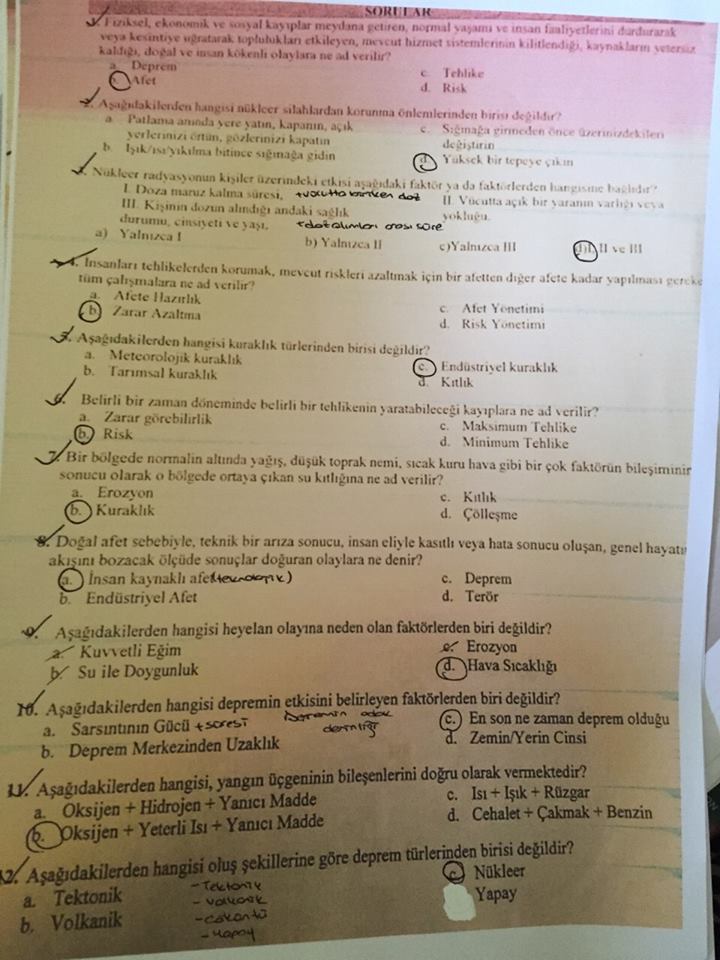 SORULAR
1. Fiziksel, ekonomik ve sosyal kayıplar meydana getiren, normal yaşamı ve insan faaliyetlerini durdurarak
veya kesintiye uğratarak toplulukları etkileyen, mevcut hizmet sistemlerinin kilitlendiği, kaynakların yetersiz
kaldığı, doğal ve insan kökenli olaylara ne ad verilir?
a. Deprem
b. Afet
c. Tehlike
d. Risk
2. Aşağıdakilerden hangisi nükleer silahlardan korunma önlemlerinden birisi değildir?
a. Patlama anında yere yatın, kapanın, açık
yerlerinizi örtün, gözlerinizi kapatın
b. Işık/ısı/yıkılma bitince sığınağa gidin
c. Sığınağa girmeden önce üzerinizdekileri
değiştirin
d. Yüksek bir tepeye çıkın
3. Nükleer radyasyonun kişiler üzerindeki etkisi aşağıdaki faktör ya da faktörlerden hangisine bağlıdır?
I. Doza maruz kalma süresi, +vücutta
II. Vücutta açık bir yaranın varlığı veya
yokluğu.
III. Kişinin dozun alındığı andaki sağlık
durumu, cinsiyeti ve yaşı, +doz alımları arası süre
a) Yalnızca I b) Yalnızca II c)Yalnızca III d)I,II ve III
4. İnsanları tehlikelerden korumak, mevcut riskleri azaltmak için bir afetten diğer afete kadar yapılması gereke
tüm çalışmalara ne ad verilir?
a. Afete Hazırlık
b. Zarar Azaltma
c. Afet Yönetimi
d. Risk Yönetimi
5. Aşağıdakilerden hangisi kuraklık türlerinden birisi değildir?
a. Meteorolojik kuraklık
b. Tarımsal kuraklık
c. Endüstriyel kuraklık
d. Kıtlık
6. Belirli bir zaman döneminde belirli bir tehlikenin yaratabileceği kayıplara ne ad verilir?
a. Zarar görebilirlik
b. Risk
c. Maksimum Tehlike
d. Minimum Tehlike
7. Bir bölgede normalin altında yağış, düşük toprak nemi, sıcak kuru hava gibi bir çok faktörün bileşiminin
sonucu olarak o bölgede ortaya çıkan su kıtlığına ne ad verilir?
a. Erozyon
b. Kuraklık
c. Kıtlık
d. Çölleşme
8. Doğal afet sebebiyle, teknik bir arıza sonucu, insan eliyle kasıtlı veya hata sonucu oluşan, genel hayatı
akışını bozacak ölçüde sonuçlar doğuran olaylara ne denir?
a. İnsan kaynaklı afet(teknolojik)
b. Endüstriyel Afet
c. Deprem
d. Terör
9. Aşağıdakilerden hangisi heyelan olayına neden olan faktörlerden biri değildir?
a. Kuvvetli Eğim
b. Su ile Doygunluk
c. Erozyon
d. Hava Sıcaklığı
10. Aşağıdakilerden hangisi depremin etkisini belirleyen faktörlerden biri değildir?
a. Sarsıntının Gücü +süresi
Depremin odak
derinliği
b. Deprem Merkezinden Uzaklık
c. En son ne zaman deprem olduğu
d. Zemin/Yerin Cinsi
11. Aşağıdakilerden hangisi, yangın üçgeninin bileşenlerini doğru olarak vermektedir?
a. Oksijen + Hidrojen + Yanıcı Madde
b. Oksijen + Yeterli Isı + Yanıcı Madde
c. Isı + Işık + Rüzgar
d. Cehalet + Çakmak + Benzin
12. Aşağıdakilerden hangisi oluş şekillerine göre deprem türlerinden birisi değildir?
a. Tektonik
b. Volkanik
- Tektonik
- volkanik
- çöküntü
- yapay
c. Nükleer
Yapay